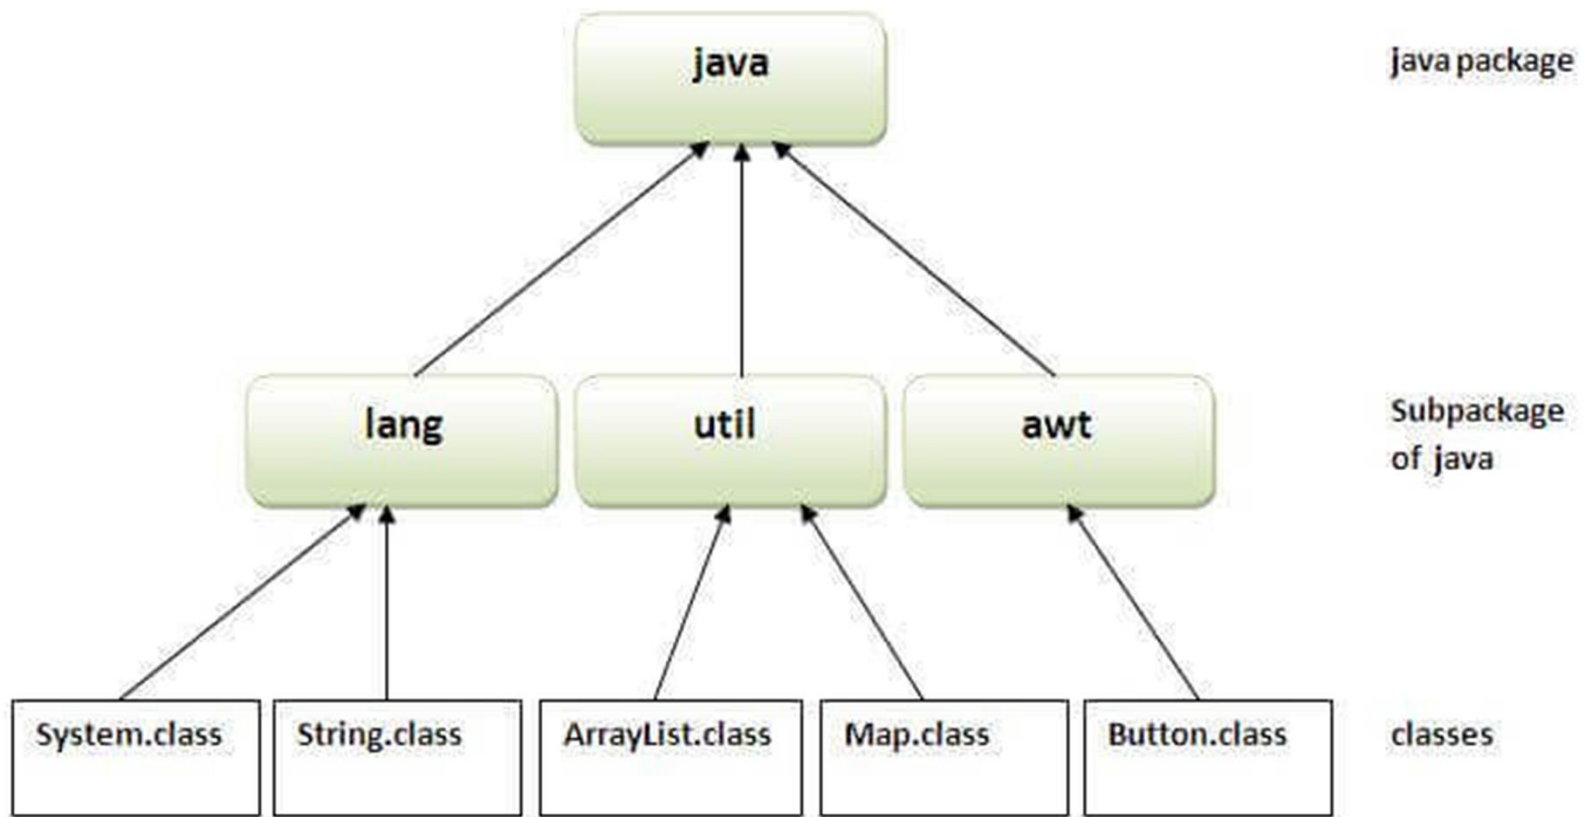 java
java package
lang
util
awt
Subpackage
of java
System.class
String.class
ArrayList.class
Map.class
Button.class
classes